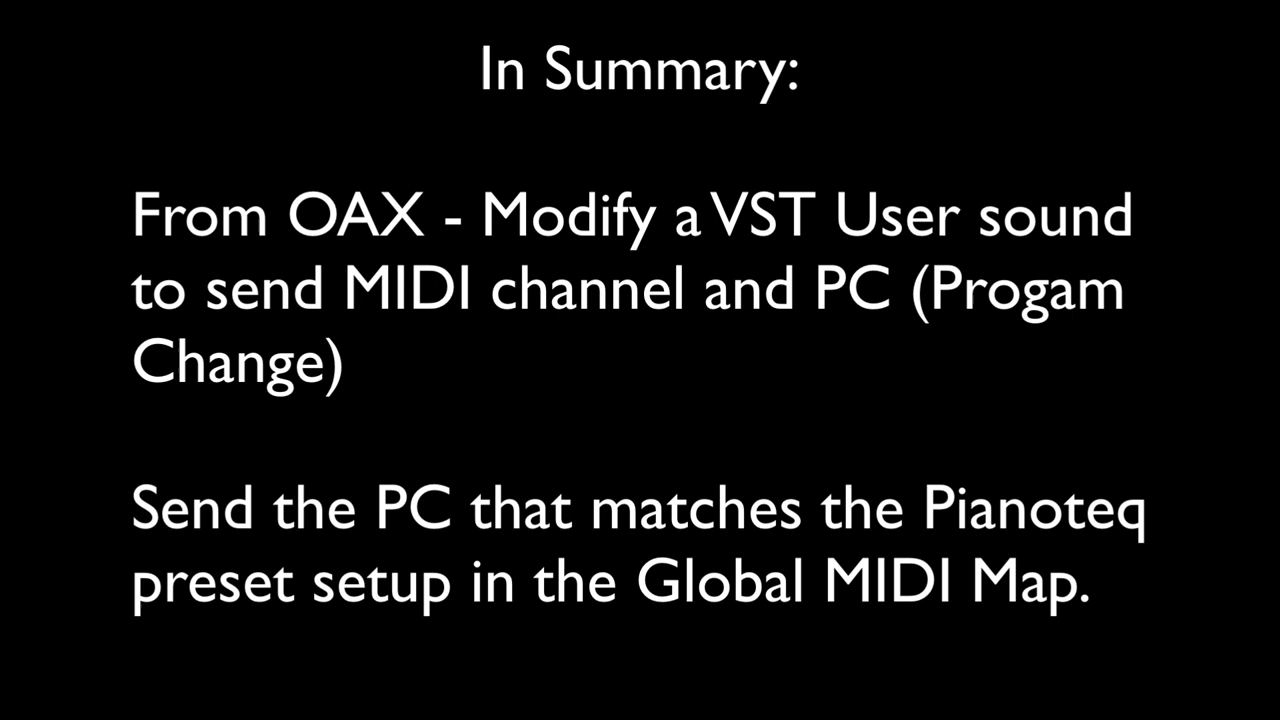 In Summary:
From OAX - Modify a VST User sound
to send MIDI channel and PC (Progam
Change)
Send the PC that matches the Pianoteq
preset setup in the Global MIDI Map.